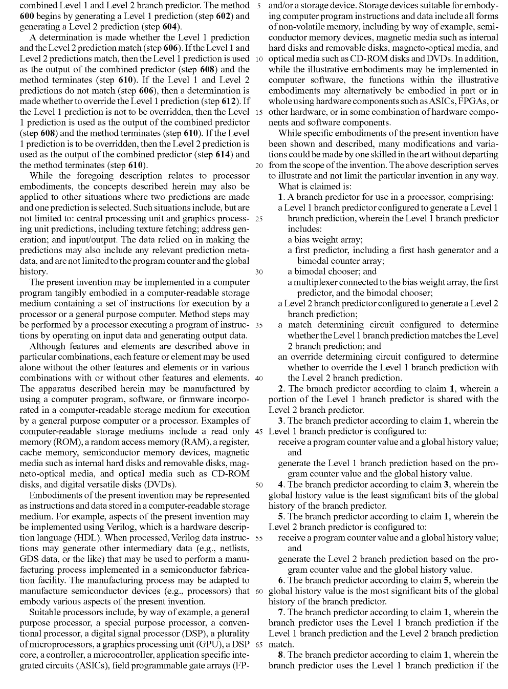 combined Level 1 and Level 2 branch predictor. The method
600 begins by generating a Level 1 prediction (step 602) and
generating a Level 2 prediction (step 604).
A determination is made whether the Level 1 prediction
and the Level 2 prediction match (step 606). If the Level 1 and
Level 2 predictions match, then the Level 1 prediction is used
as the output of the combined predictor (step 608) and the
method terminates (step 610). If the Level 1 and Level 2
predictions do not match (step 606), then a determination is
made whether to override the Level 1 prediction (step 612). If
the Level 1 prediction is not to be overridden, then the Level
1 prediction is used as the output of the combined predictor
(step 608) and the method terminates (step 610). If the Level
1 prediction is to be overridden, then the Level 2 prediction is
used as the output of the combined predictor (step 614) and
the method terminates (step 610).
While the foregoing description relates to processor
embodiments, the concepts described herein may also be
applied to other situations where two predictions are made
and one prediction is selected. Such situations include, but are
not limited to: central processing unit and graphics process-
ing unit predictions, including texture fetching; address gen-
eration; and input/output. The data relied on in making the
predictions may also include any relevant prediction meta-
data, and are not limited to the program counter and the global
history.
The present invention may be implemented in a computer
program tangibly embodied in a computer-readable storage
medium containing a set of instructions for execution by a
processor or a general purpose computer. Method steps may
be performed by a processor executing a program of instruc-
tions by operating on input data and generating output data.
Although features and elements are described above in
particular combinations, each feature or element may be used
alone without the other features and elements or in various
combinations with or without other features and elements.
The apparatus described herein may be manufactured by
using a computer program, software, or firmware incorpo-
rated in a computer-readable storage medium for execution
by a general purpose computer or a processor. Examples of
computer-readable storage mediums include a read only
memory (ROM), a random access memory (RAM), a register,
cache memory, semiconductor memory devices, magnetic
media such as internal hard disks and removable disks, mag-
neto-optical media, and optical media such as CD-ROM
disks, and digital versatile disks (DVDs).
Embodiments of the present invention may be represented
as instructions and data stored in a computer-readable storage
medium. For example, aspects of the present invention may
be implemented using Verilog, which is a hardware descrip-
tion language (HDL). When processed, Verilog data instruc-
tions may generate other intermediary data (e.g., netlists,
GDS data, or the like) that may be used to perform a manu-
facturing process implemented in a semiconductor fabrica-
tion facility. The manufacturing process may be adapted to
manufacture semiconductor devices (e.g., processors) that
embody various aspects of the present invention.
Suitable processors include, by way of example, a general
purpose processor, a special purpose processor, a conven-
tional processor, a digital signal processor (DSP), a plurality
of microprocessors, a graphics processing unit (GPU), a DSP
core, a controller, a microcontroller, application specific inte-
grated circuits (ASICs), field programmable gate arrays (FP-
5
10
15
20
25
30
35
40
45
50
55
60
65
and/or a storage device. Storage devices suitable for embody-
ing computer program instructions and data include all forms
of non-volatile memory, including by way of example, semi-
conductor memory devices, magnetic media such as internal
hard disks and removable disks, magneto-optical media, and
optical media such as CD-ROM disks and DVDs. In addition,
while the illustrative embodiments may be implemented in
computer software, the functions within the illustrative
embodiments may alternatively be embodied in part or in
whole using hardware components such as ASICs, FPGAs, or
other hardware, or in some combination of hardware compo-
nents and software components.
While specific embodiments of the present invention have
been shown and described, many modifications and varia-
tions could be made by one skilled in the art without departing
from the scope of the invention. The above description serves
to illustrate and not limit the particular invention in any way.
What is claimed is:
1. A branch predictor for use in a processor, comprising:
a Level 1 branch predictor configured to generate a Level 1
branch prediction, wherein the Level 1 branch predictor
includes:
a bias weight array;
a first predictor, including a first hash generator and a
bimodal counter array;
a bimodal chooser; and
a multiplexer connected to the bias weight array, the first
predictor, and the bimodal chooser;
a Level 2 branch predictor configured to generate a Level 2
branch prediction;
a match determining circuit configured to determine
whether the Level 1 branch prediction matches the Level
2 branch prediction; and
an override determining circuit configured to determine
whether to override the Level 1 branch prediction with
the Level 2 branch prediction.
2. The branch predictor according to claim 1, wherein a
portion of the Level 1 branch predictor is shared with the
Level 2 branch predictor.
3. The branch predictor according to claim 1, wherein the
Level 1 branch predictor is configured to:
receive a program counter value and a global history value;
and
generate the Level 1 branch prediction based on the pro-
gram counter value and the global history value.
4. The branch predictor according to claim 3, wherein the
global history value is the least significant bits of the global
history of the branch predictor.
5. The branch predictor according to claim 1, wherein the
Level 2 branch predictor is configured to:
receive a program counter value and a global history value;
and
generate the Level 2 branch prediction based on the pro-
gram counter value and the global history value.
6. The branch predictor according to claim 5, wherein the
global history value is the most significant bits of the global
history of the branch predictor.
7. The branch predictor according to claim 1, wherein the
branch predictor uses the Level 1 branch prediction if the
Level 1 branch prediction and the Level 2 branch prediction
match.
8. The branch predictor according to claim 1, wherein the
branch predictor uses the Level 1 branch prediction if the